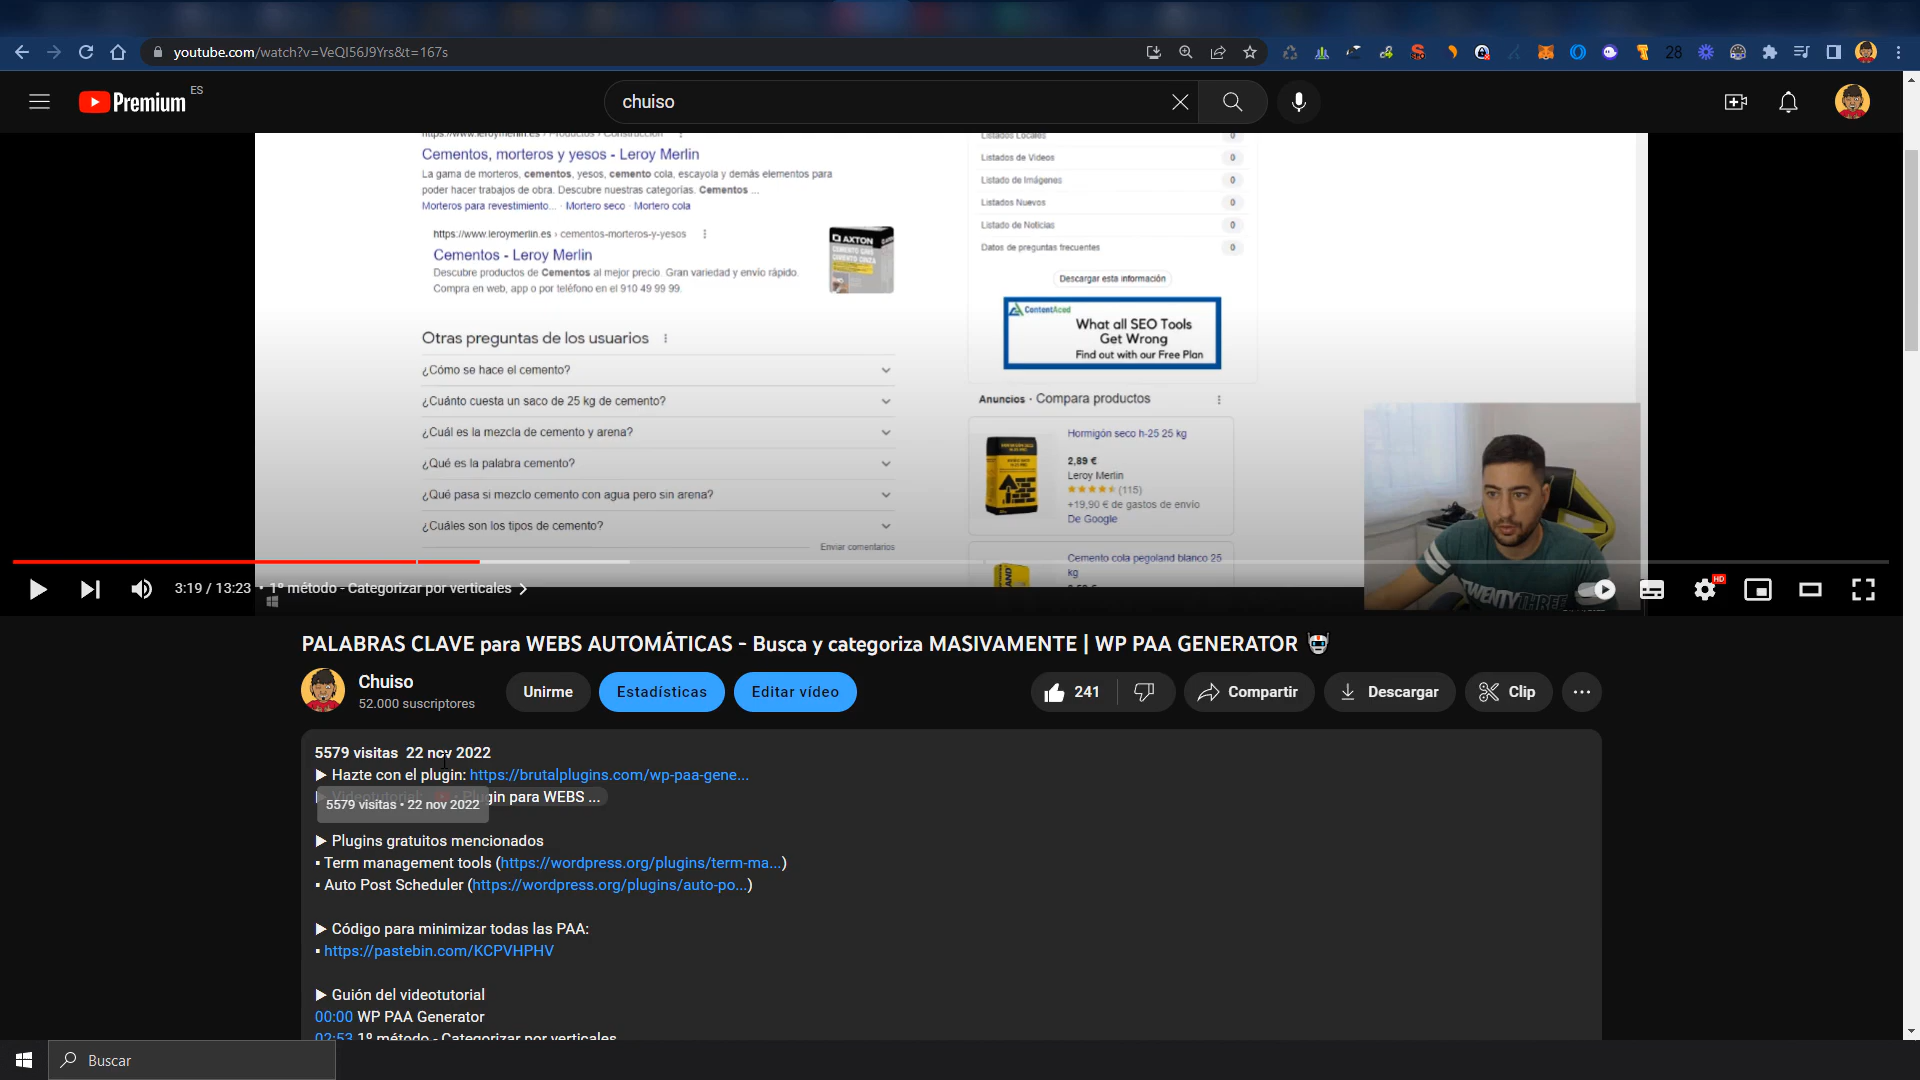 youtube.com/watch?v=VeQI56J9Yrs&t=167s
28
Premium ES
chuiso
https://www.leroymerlin.es › Productos › Construcción
Cementos, morteros y yesos - Leroy Merlin
La gama de morteros, cementos, yesos, cemento cola, escayola y demás elementos para
poder hacer trabajos de obra. Descubre nuestras categorías. Cementos ...
Morteros para revestimiento... · Mortero seco · Mortero cola
https://www.leroymerlin.es › cementos-morteros-y-yesos
Cementos - Leroy Merlin
Descubre productos de Cementos al mejor precio. Gran variedad y envío rápido.
Compra en web, app o por teléfono en el 910 49 99 99.
AXTON
Otras preguntas de los usuarios
¿Cómo se hace el cemento?
¿Cuánto cuesta un saco de 25 kg de cemento?
¿Cuál es la mezcla de cemento y arena?
¿Qué es la palabra cemento?
¿Qué pasa si mezclo cemento con agua pero sin arena?
¿Cuáles son los tipos de cemento?
Enviar comentarios
Listados Locales 0
Listados de Videos 0
Listado de Imágenes 0
Listados Nuevos 0
Listado de Noticias 0
Datos de preguntas frecuentes 0
Descargar esta información
ContentAced
What all SEO Tools
Get Wrong
Find out with our Free Plan
Anuncios · Compara productos
Hormigón seco h-25 25 kg
2,89 €
Leroy Merlin
(115)
+19,90 € de gastos de envío
De Google
Cemento cola pegoland blanco 25
kg
TWENTYTHREE
3:19 / 13:23 • 1º método - Categorizar por verticales
HD
PALABRAS CLAVE para WEBS AUTOMÁTICAS - Busca y categoriza MASIVAMENTE | WP PAA GENERATOR
Chuiso
52.000 suscriptores
Unirme
Estadísticas
Editar vídeo
241
Compartir
Descargar
Clip
5579 visitas 22 nov 2022
▶ Hazte con el plugin: https://brutalplugins.com/wp-paa-gene...
▶ Videotutorial: • Plugin para WEBS ...
5579 visitas • 22 nov 2022
▶ Plugins gratuitos mencionados
▪ Term management tools (https://wordpress.org/plugins/term-ma...)
▪ Auto Post Scheduler (https://wordpress.org/plugins/auto-po...)
▶ Código para minimizar todas las PAA:
▪ https://pastebin.com/KCPVHPHV
▶ Guión del videotutorial
00:00 WP PAA Generator
02:53 1º método - Categorizar por verticales
Buscar